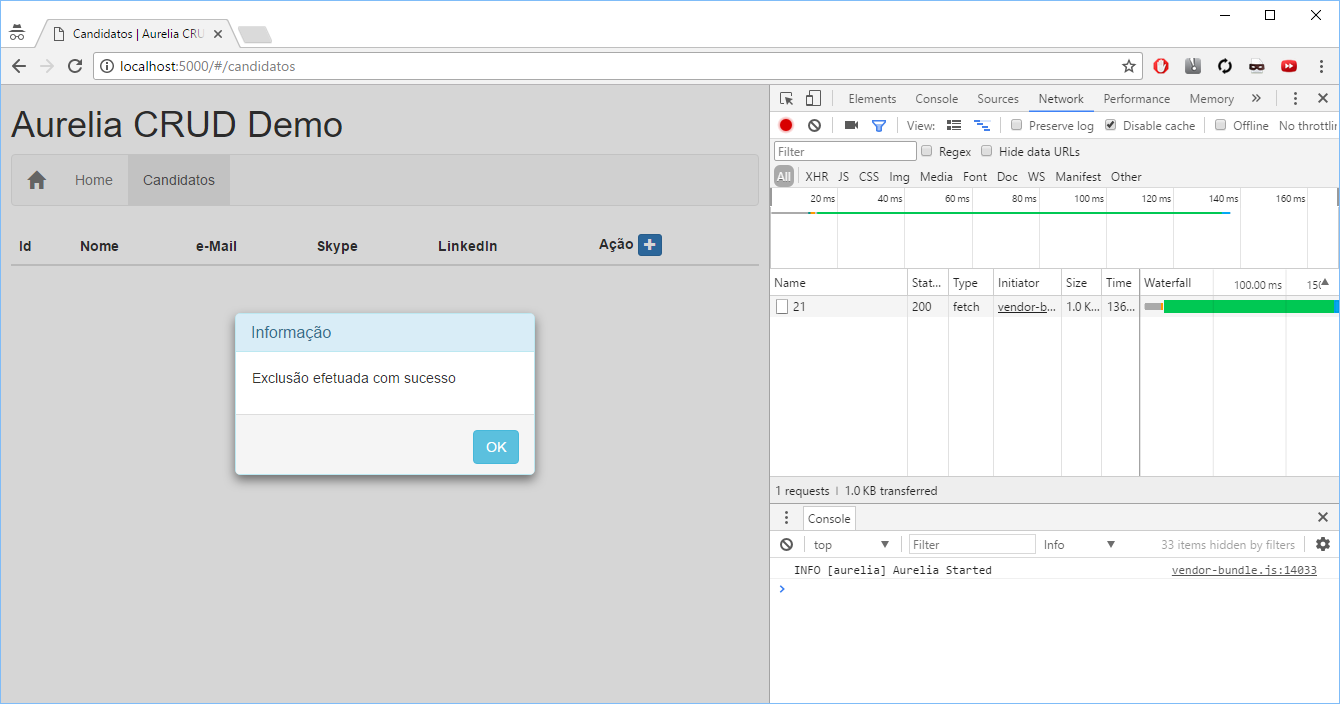 Candidatos | Aurelia CRU
localhost:5000/#/candidatos
Aurelia CRUD Demo
Home Candidatos
Id Nome e-Mail Skype LinkedIn Ação
Informação
Exclusão efetuada com sucesso
OK
Elements Console Sources Network Performance Memory
View: Preserve log Disable cache Offline No throttlin
Filter Regex Hide data URLs
All XHR JS CSS Img Media Font Doc WS Manifest Other
20 ms 40 ms 60 ms 80 ms 100 ms 120 ms 140 ms 160 ms
Name Stat... Type Initiator Size Time Waterfall 100.00 ms
21 200 fetch vendor-b... 1.0 K... 136...
1 requests | 1.0 KB transferred
Console
top Filter Info 33 items hidden by filters
INFO [aurelia] Aurelia Started vendor-bundle.js:14033